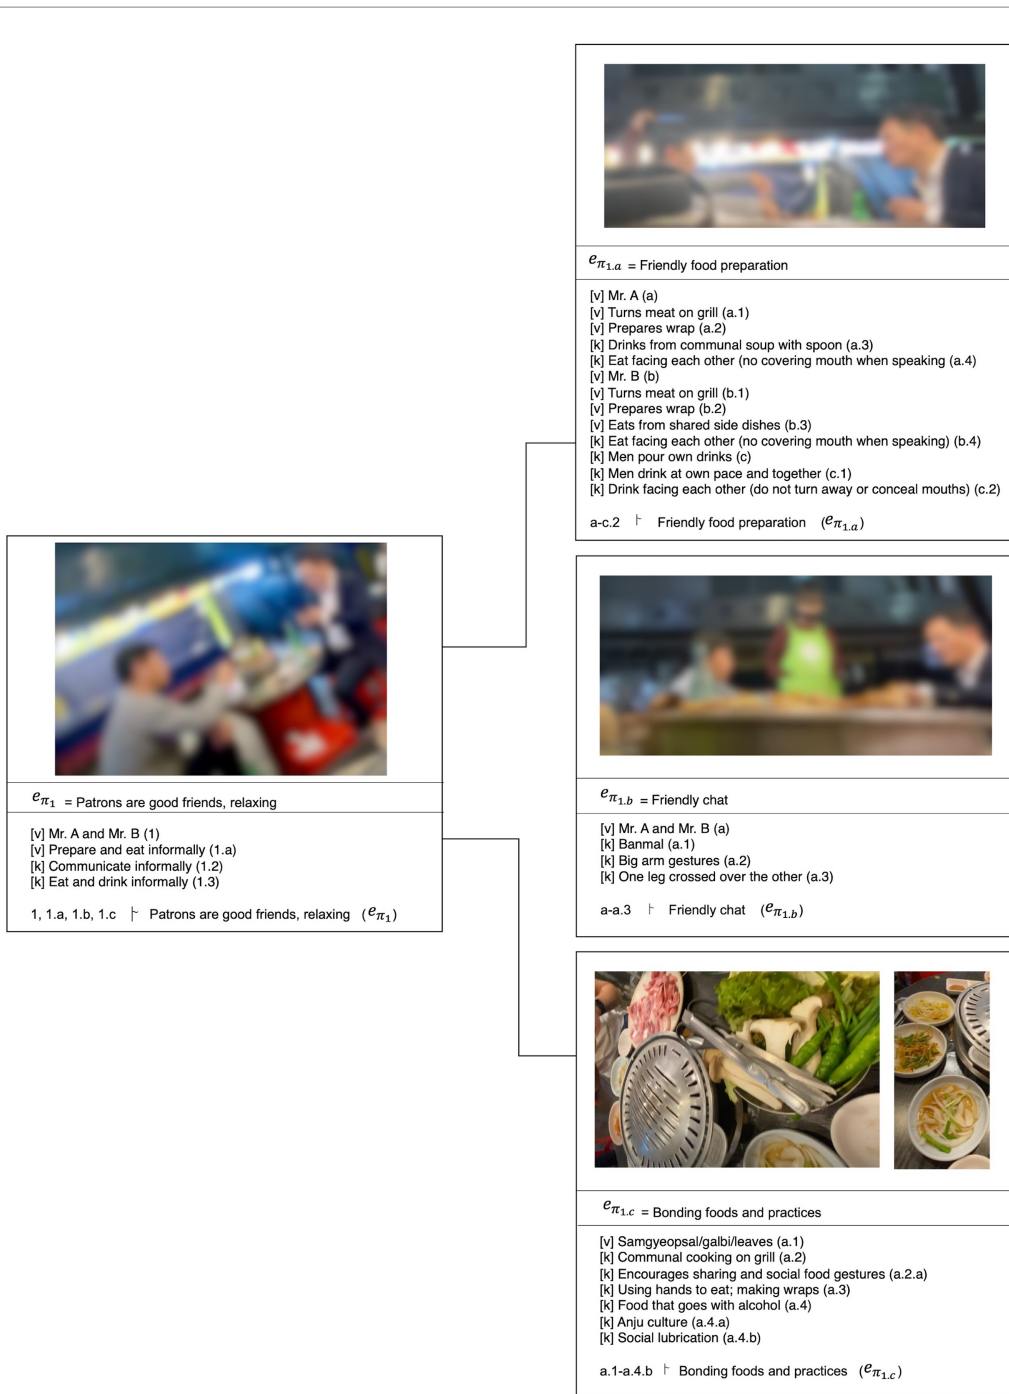 e π1.a = Friendly food preparation
[v] Mr. A (a)
[v] Turns meat on grill (a.1)
[v] Prepares wrap (a.2)
[k] Drinks from communal soup with spoon (a.3)
[k] Eat facing each other (no covering mouth when speaking (a.4)
[v] Mr. B (b)
[v] Turns meat on grill (b.1)
[v] Prepares wrap (b.2)
[v] Eats from shared side dishes (b.3)
[k] Eat facing each other (no covering mouth when speaking) (b.4)
[k] Men pour own drinks (c)
[k] Men drink at own pace and together (c.1)
[k] Drink facing each other (do not turn away or conceal mouths) (c.2)
a-c.2 ⊦ Friendly food preparation (e π1.a)
e π1 = Patrons are good friends, relaxing
[v] Mr. A and Mr. B (1)
[v] Prepare and eat informally (1.a)
[k] Communicate informally (1.2)
[k] Eat and drink informally (1.3)
1, 1.a, 1.b, 1.c ⊦ Patrons are good friends, relaxing (e π1)
e π1.b = Friendly chat
[v] Mr. A and Mr. B (a)
[k] Banmal (a.1)
[k] Big arm gestures (a.2)
[k] One leg crossed over the other (a.3)
a-a.3 ⊦ Friendly chat (e π1.b)
e π1.c = Bonding foods and practices
[v] Samgyeopsal/galbi/leaves (a.1)
[k] Communal cooking on grill (a.2)
[k] Encourages sharing and social food gestures (a.2.a)
[k] Using hands to eat; making wraps (a.3)
[k] Food that goes with alcohol (a.4)
[k] Anju culture (a.4.a)
[k] Social lubrication (a.4.b)
a.1-a.4.b ⊦ Bonding foods and practices (e π1.c)